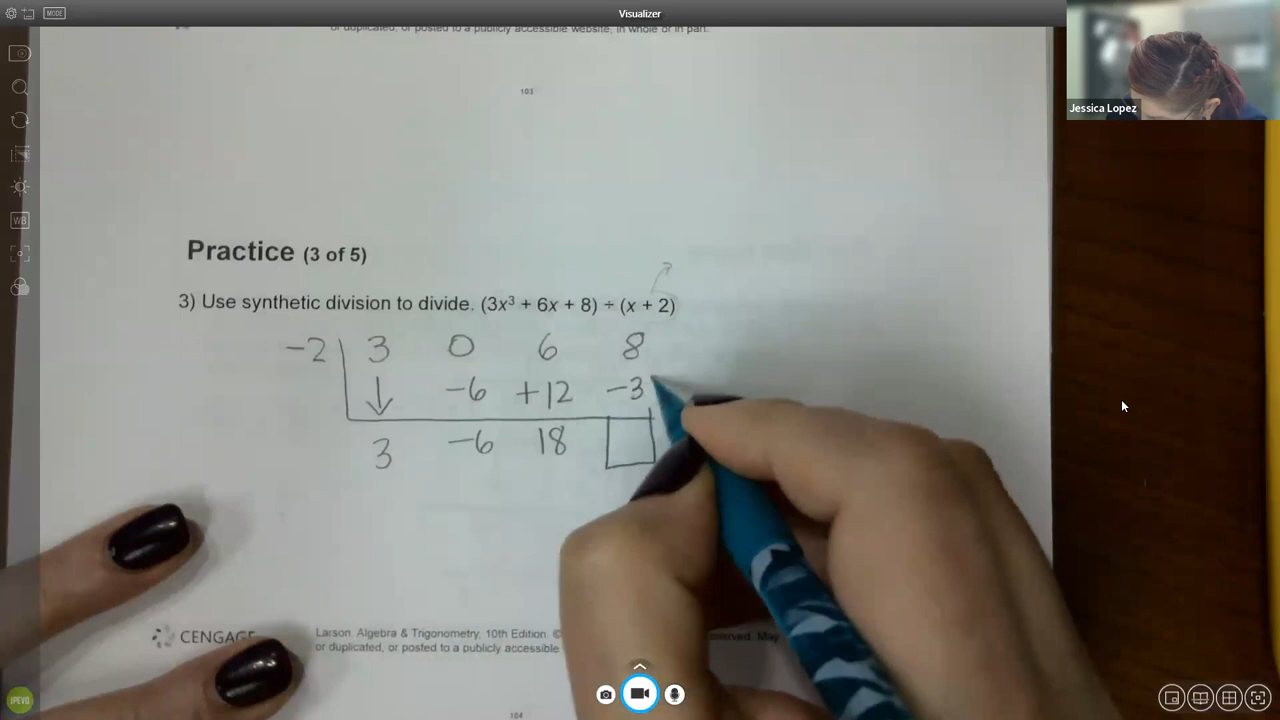 MODE
Visualizer
or duplicated, or posted to a publicly accessible website, in whole or in part.
103
Jessica Lopez
WB
Practice (3 of 5)
3) Use synthetic division to divide. (3x³ + 6x + 8) ÷ (x + 2)
-2 3 0 6 8
-6 +12 -3
3 -6 18
CENGAGE
Larson, Algebra & Trigonometry, 10th Edition. ©
May
or duplicated, or posted to a publicly accessible
104
IPEVO